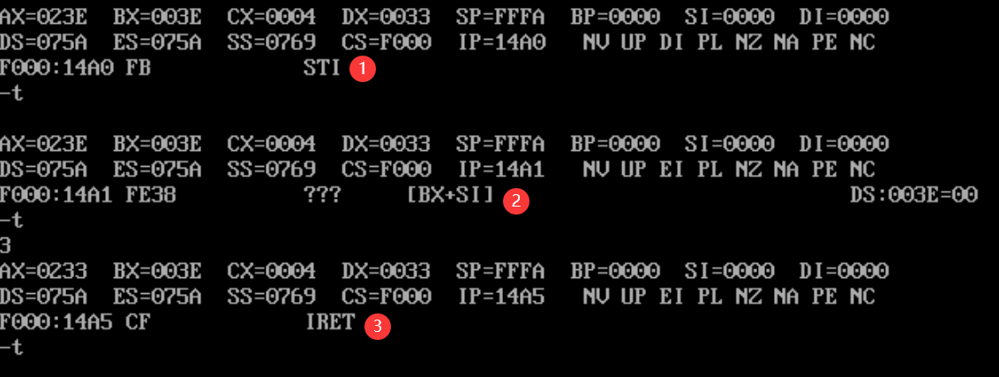 AX=023E  BX=003E  CX=0004  DX=0033  SP=FFFA  BP=0000  SI=0000  DI=0000
DS=075A  ES=075A  SS=0769  CS=F000  IP=14A0   NV UP DI PL NZ NA PE NC
F000:14A0 FB            STI 1
-t
AX=023E  BX=003E  CX=0004  DX=0033  SP=FFFA  BP=0000  SI=0000  DI=0000
DS=075A  ES=075A  SS=0769  CS=F000  IP=14A1   NV UP EI PL NZ NA PE NC
F000:14A1 FE38          ???     [BX+SI] 2                              DS:003E=00
-t
3
AX=0233  BX=003E  CX=0004  DX=0033  SP=FFFA  BP=0000  SI=0000  DI=0000
DS=075A  ES=075A  SS=0769  CS=F000  IP=14A5   NV UP EI PL NZ NA PE NC
F000:14A5 CF            IRET 3
-t